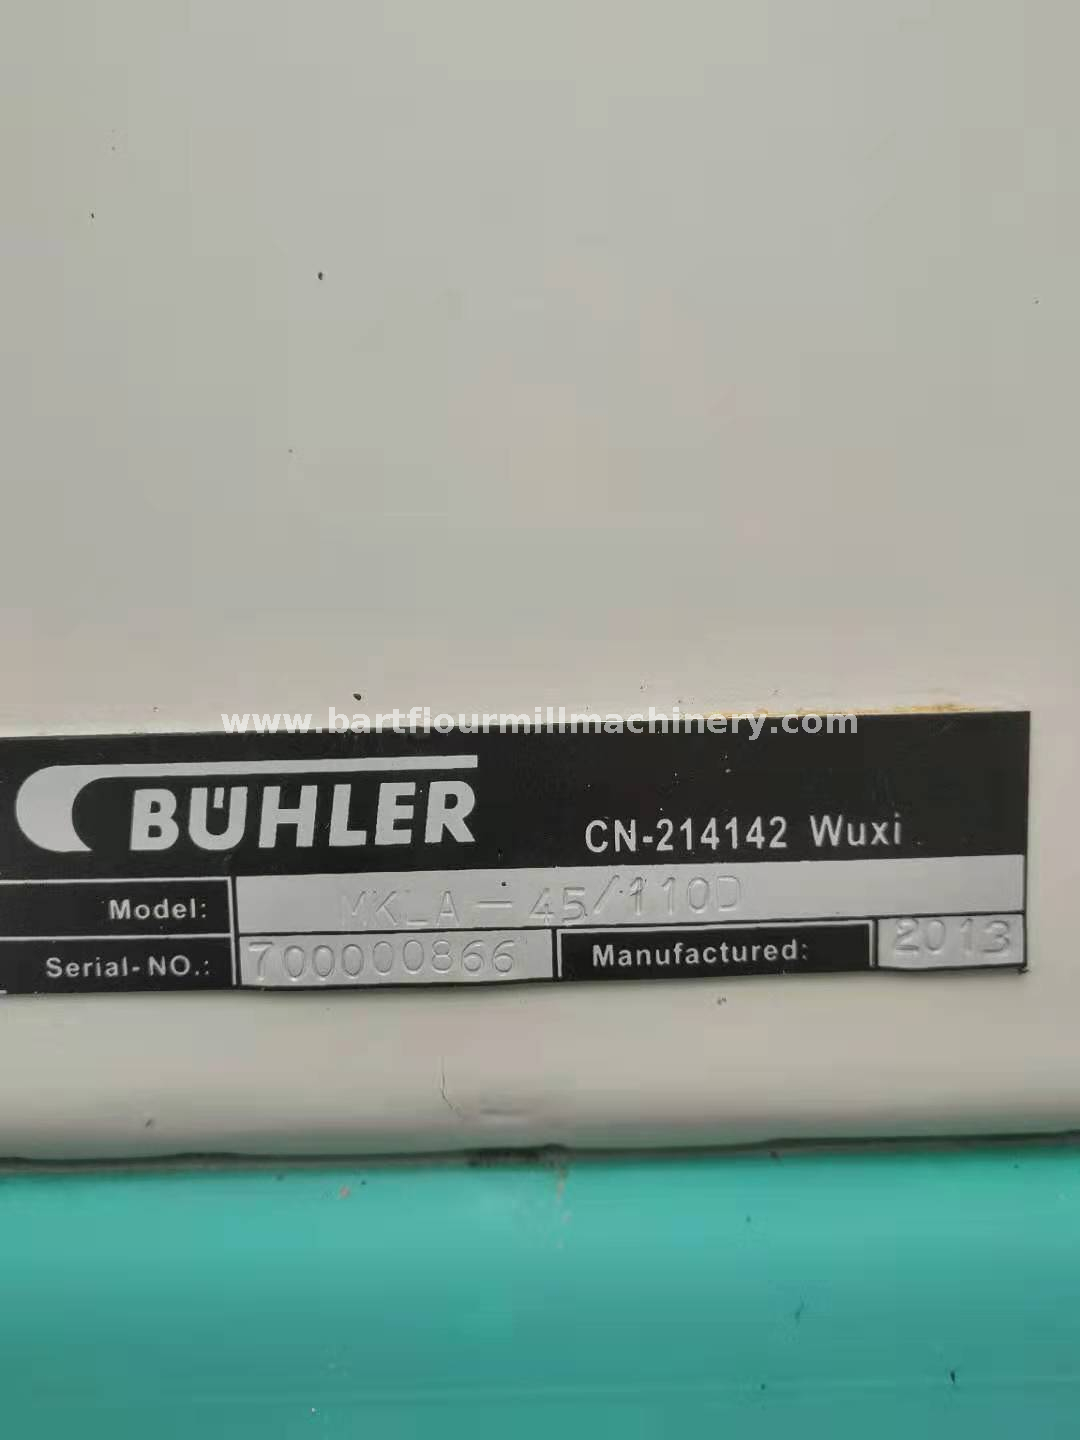 www.bartflourmillmachinery.com
BÜHLER
CN-214142 Wuxi
Model: MKLA-45/110D
Serial-NO.: 700000866 Manufactured: 2013